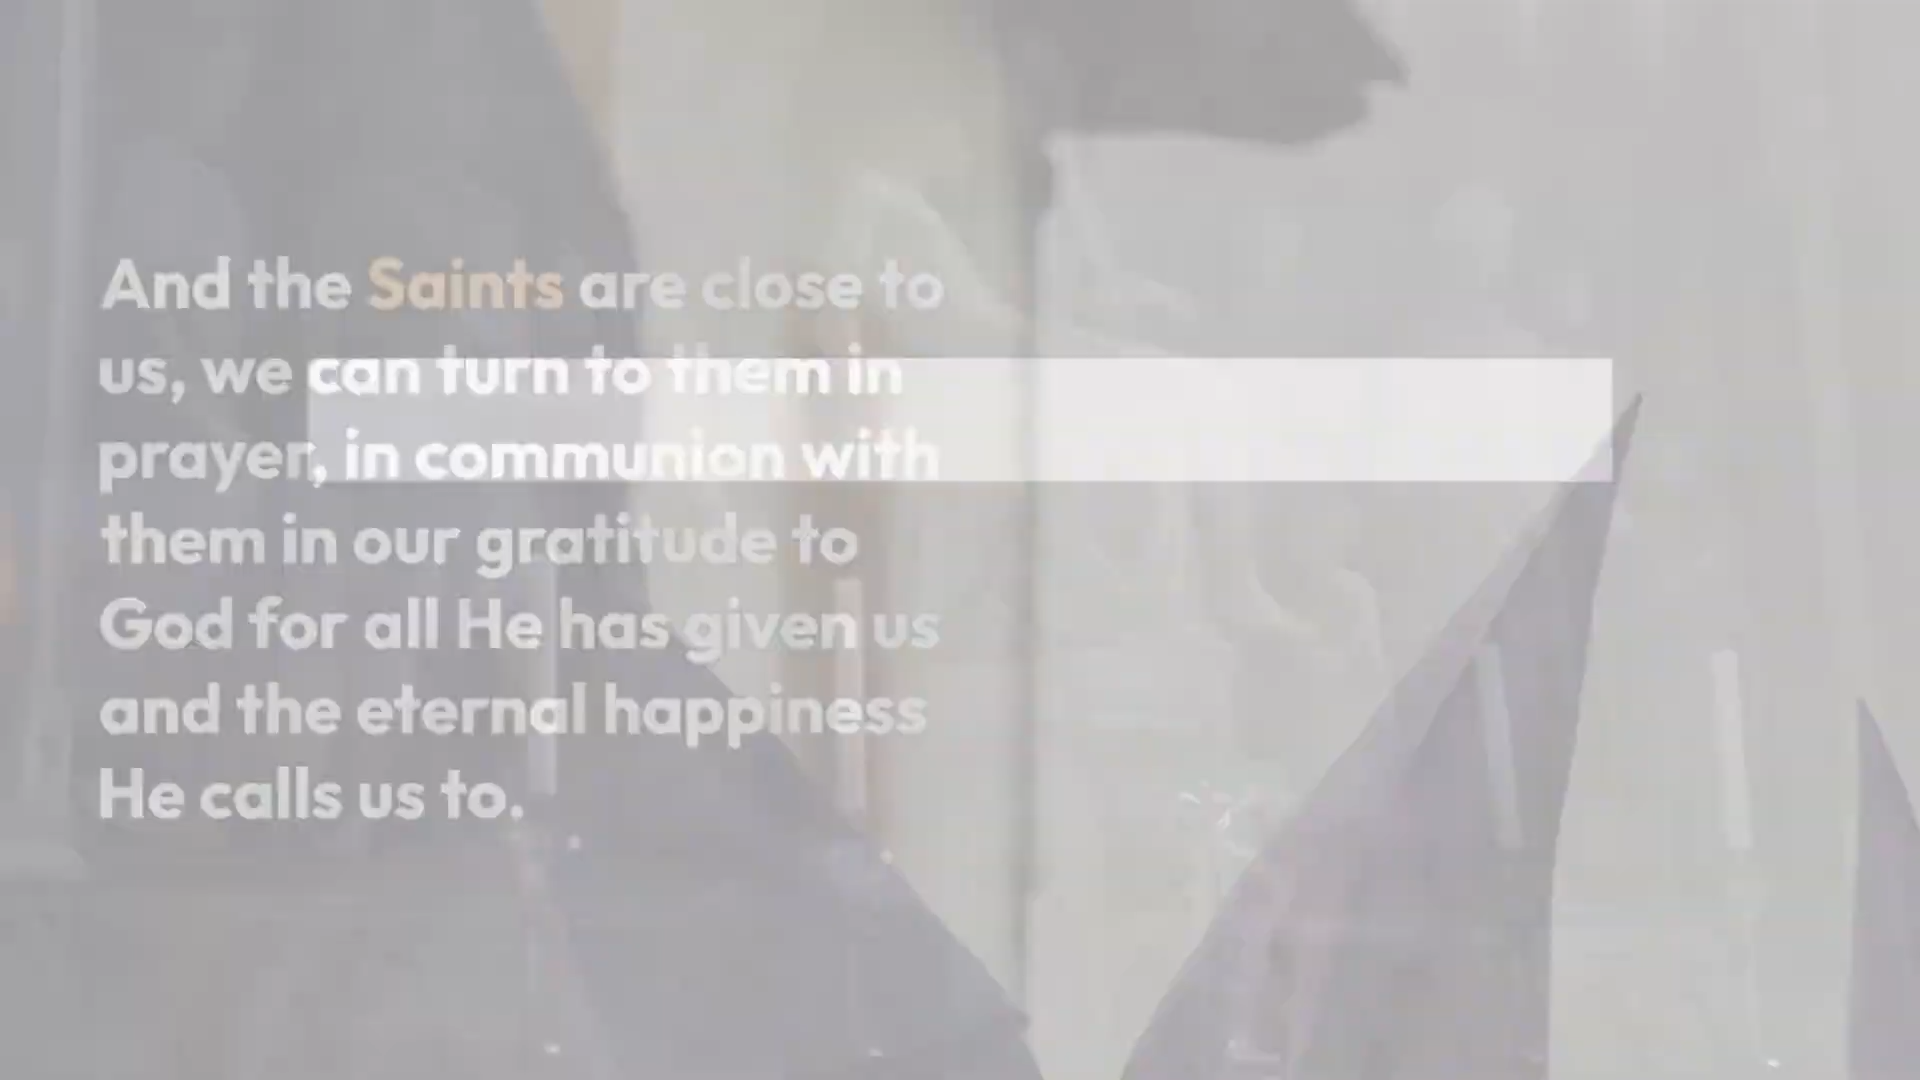 And the Saints are close to
us, we can turn to them in
prayer, in communion with
them in our gratitude to
God for all He has given us
and the eternal happiness
He calls us to.